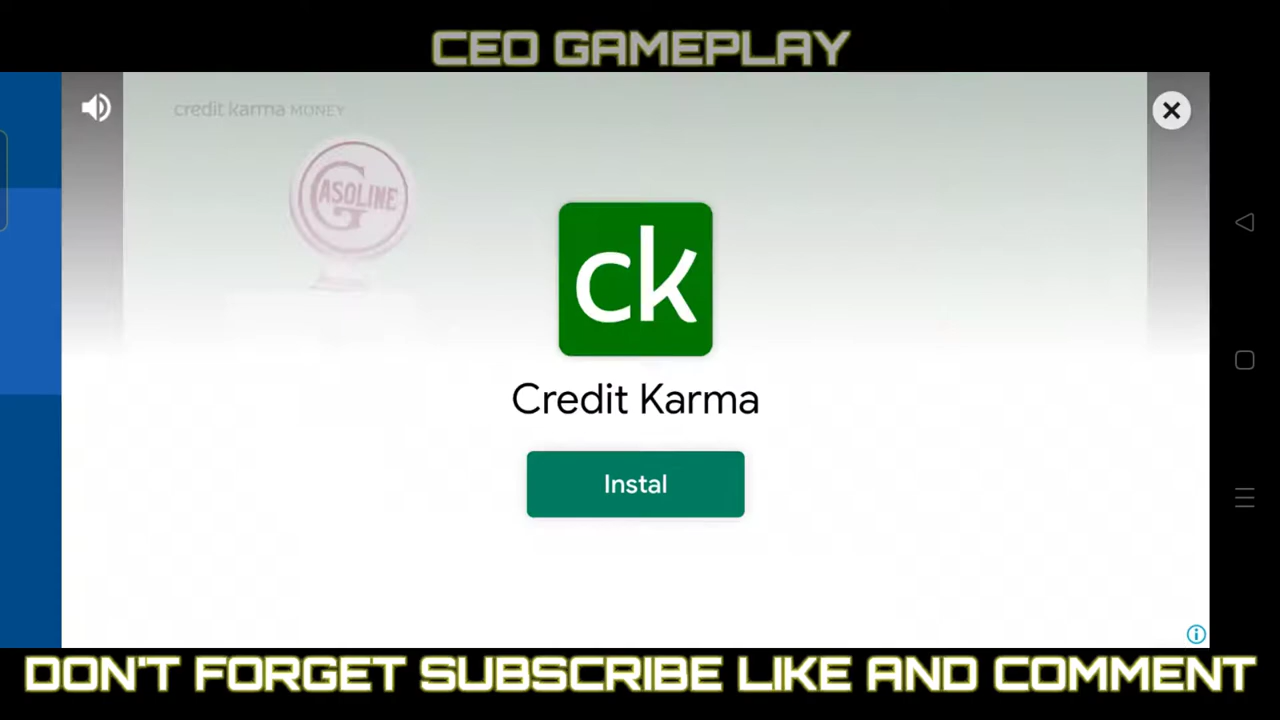 CEO GAMEPLAY
credit karma MONEY
GASOLINE
ck
Credit Karma
Instal
DON'T FORGET SUBSCRIBE LIKE AND COMMENT